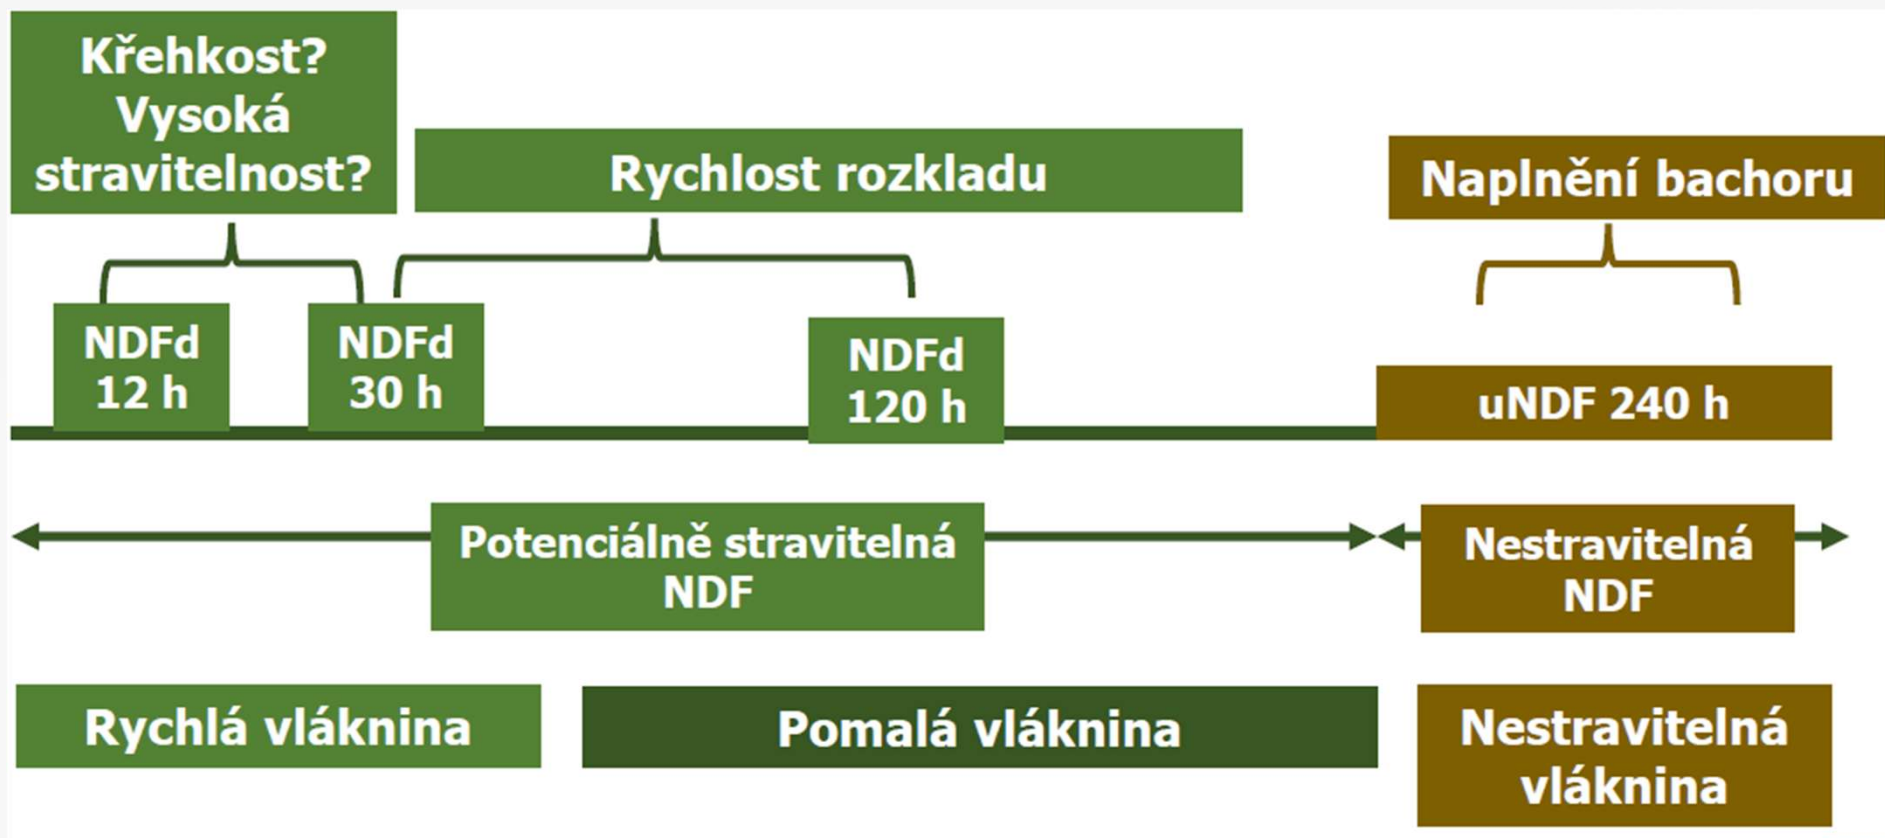 Křehkost?
Vysoká
stravitelnost?
Rychlost rozkladu
Naplnění bachoru
NDFd
12 h
NDFd
30 h
NDFd
120 h
uNDF 240 h
Potenciálně stravitelná
NDF
Nestravitelná
NDF
Rychlá vláknina
Pomalá vláknina
Nestravitelná
vláknina